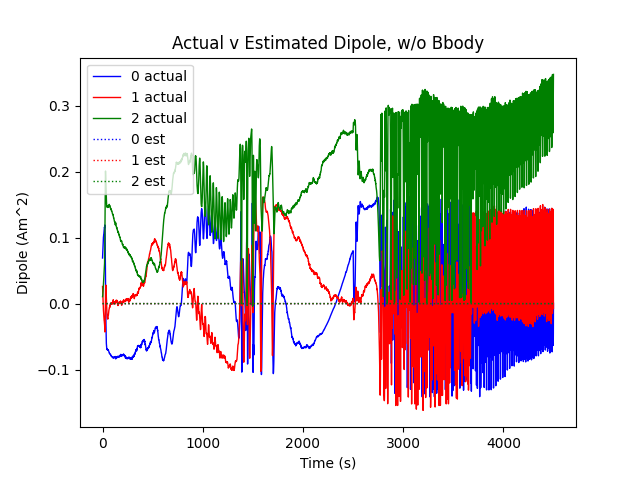 Actual v Estimated Dipole, w/o Bbody
0 actual
1 actual
2 actual
0 est
1 est
2 est
Dipole (Am^2)
0.3
0.2
0.1
0.0
−0.1
0
1000
2000
3000
4000
Time (s)